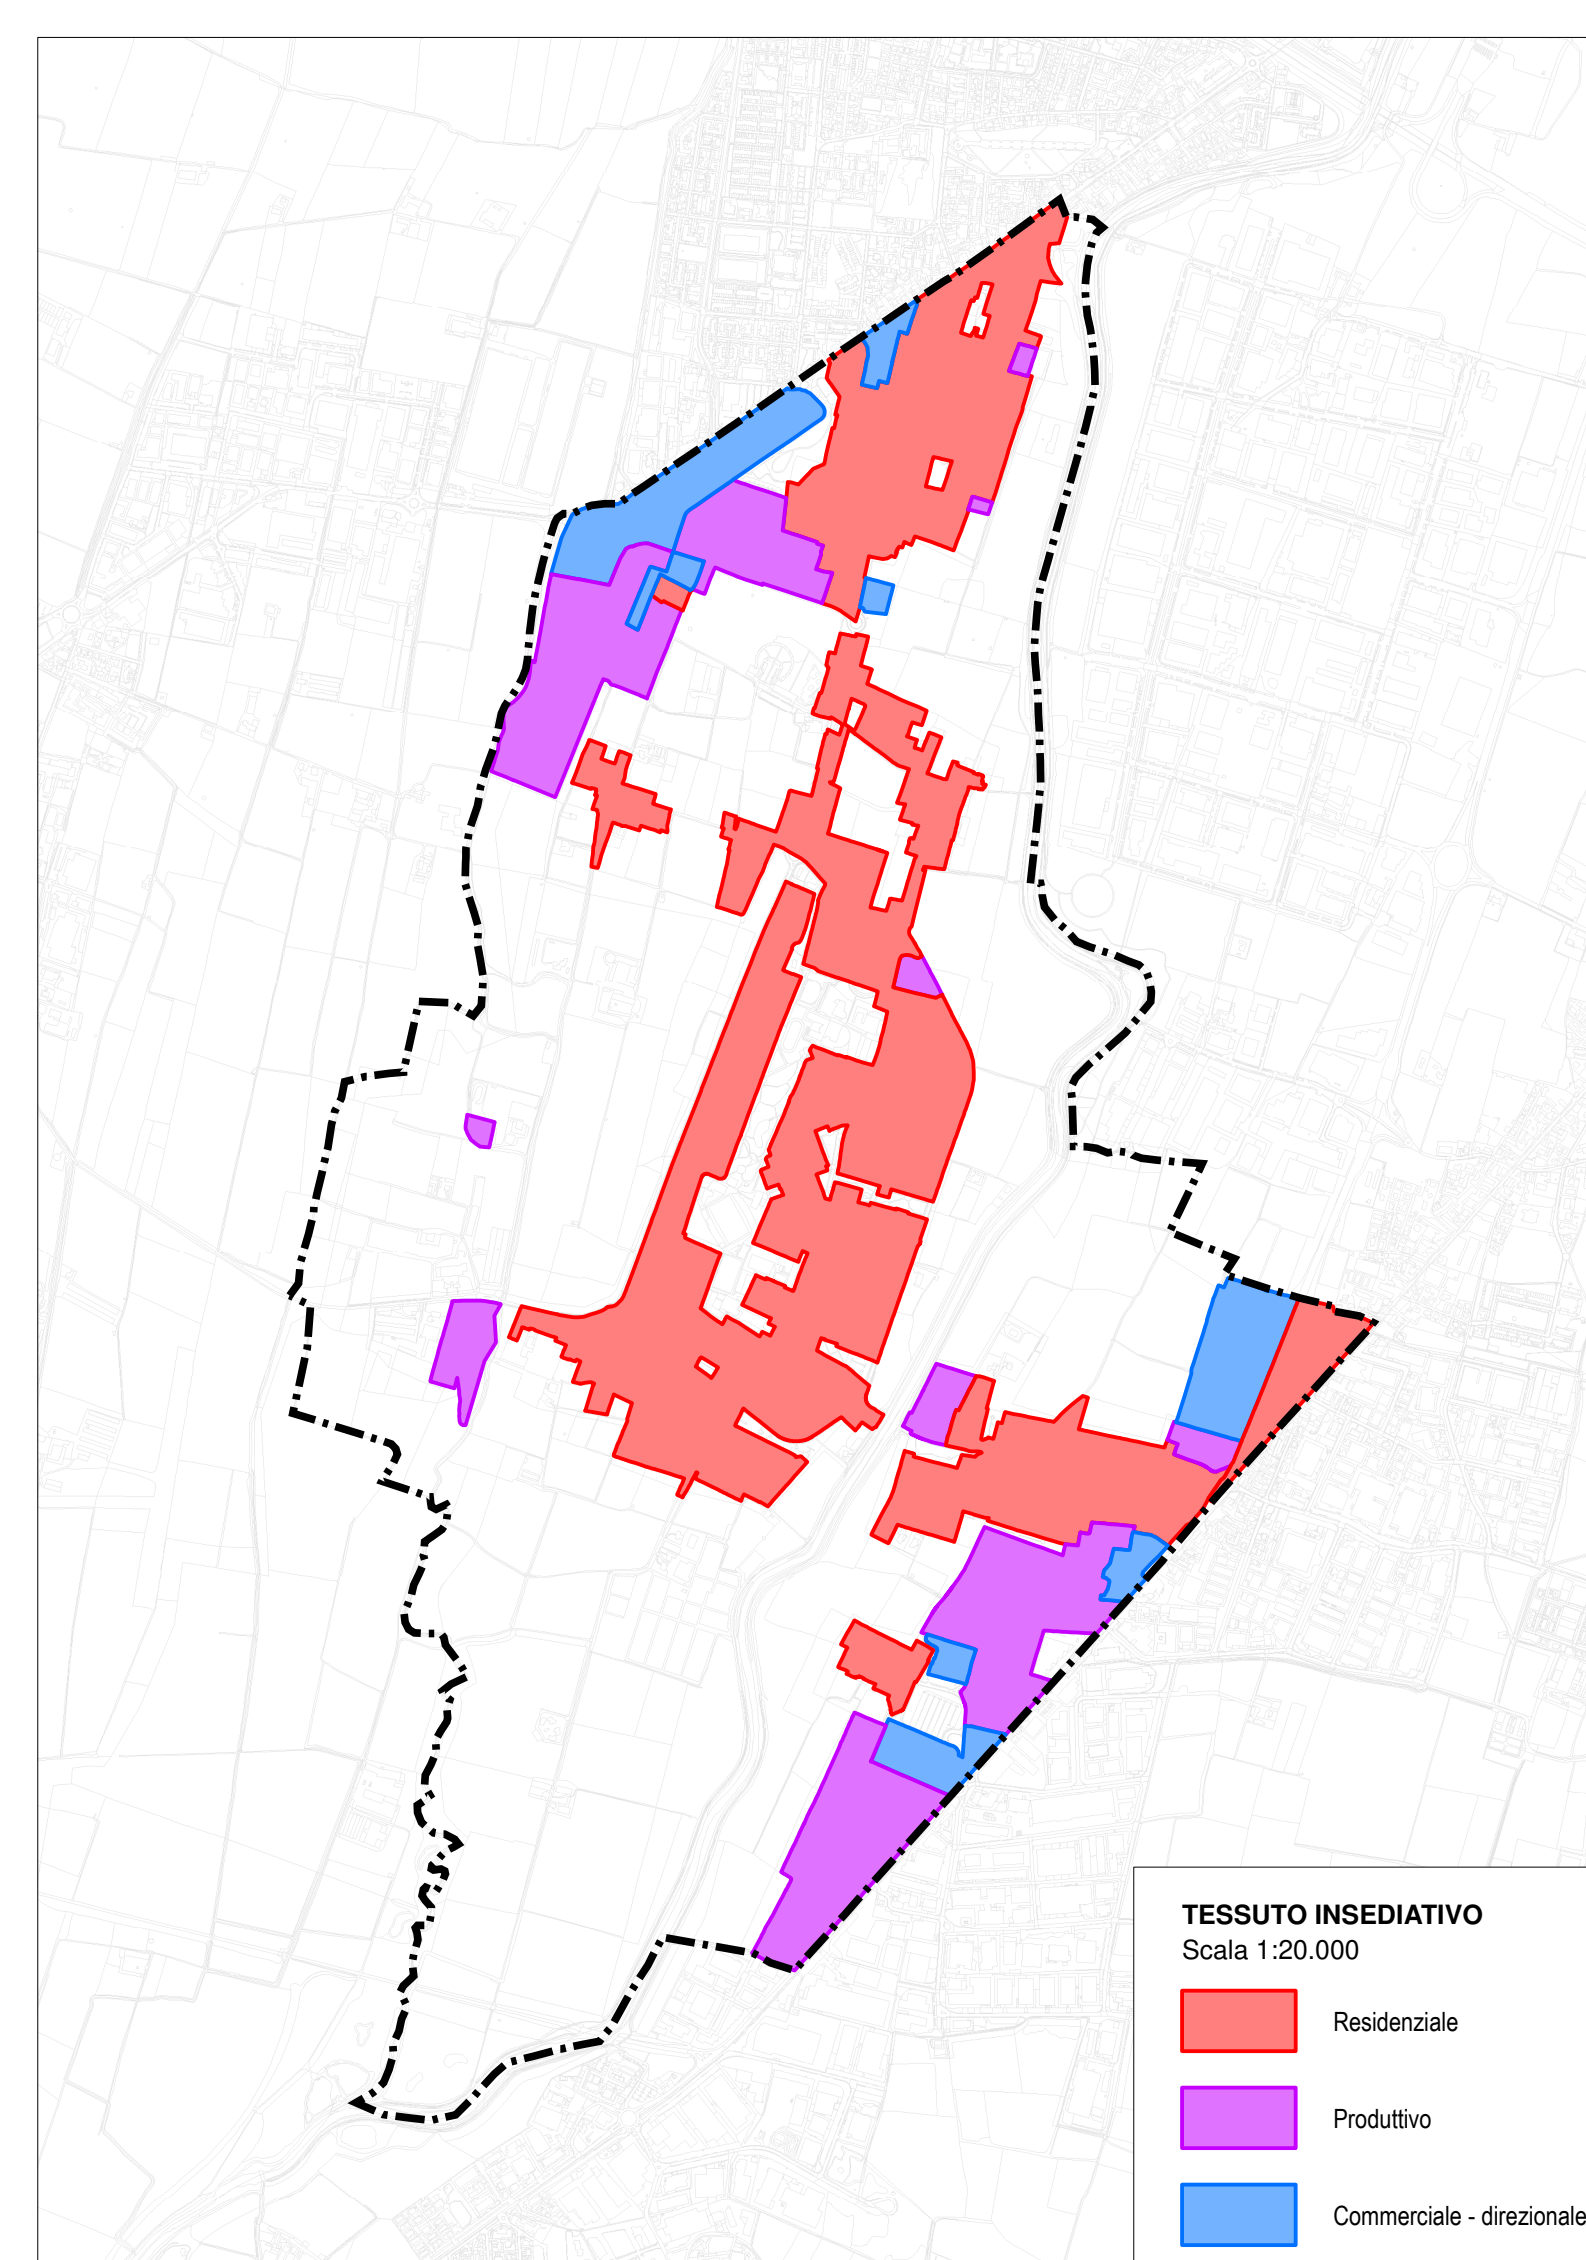 TESSUTO INSEDIATIVO
Scala 1:20.000
Residenziale
Produttivo
Commerciale - direzionale